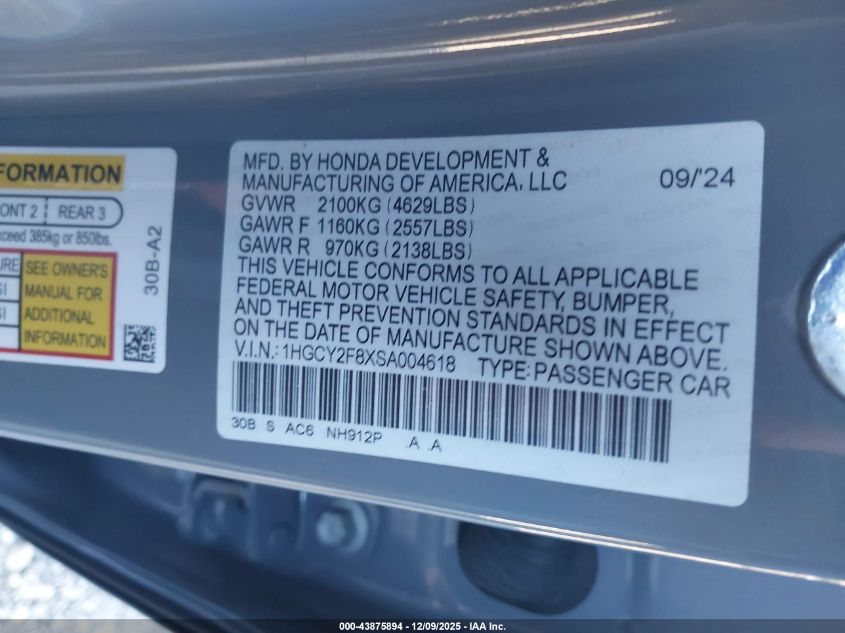 FORMATION
ONT 2 REAR 3
xceed 385kg or 850lbs.
URE
SEE OWNER'S
MANUAL FOR
ADDITIONAL
INFORMATION
SI
SI
30B-A2
MFD. BY HONDA DEVELOPMENT &
MANUFACTURING OF AMERICA, LLC 09/'24
GVWR 2100KG (4629LBS)
GAWR F 1160KG (2557LBS)
GAWR R 970KG (2138LBS)
THIS VEHICLE CONFORMS TO ALL APPLICABLE
FEDERAL MOTOR VEHICLE SAFETY, BUMPER,
AND THEFT PREVENTION STANDARDS IN EFFECT
ON THE DATE OF MANUFACTURE SHOWN ABOVE.
V.I.N.: 1HGCY2F8XSA004618 TYPE: PASSENGER CAR
30B S AC6 NH912P .A .A
000-43875894 - 12/09/2025 - IAA Inc.